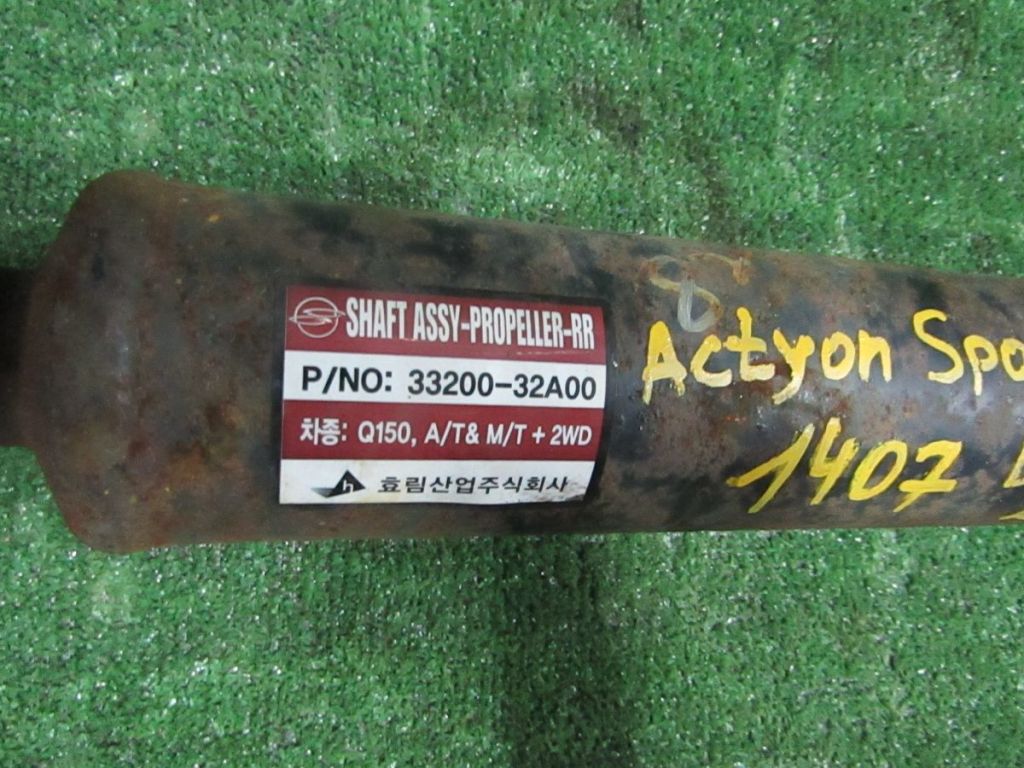 SHAFT ASSY-PROPELLER-RR
P/NO: 33200-32A00
차종: Q150, A/T & M/T + 2WD
효림산업주식회사
8
Actyon Spo
1407